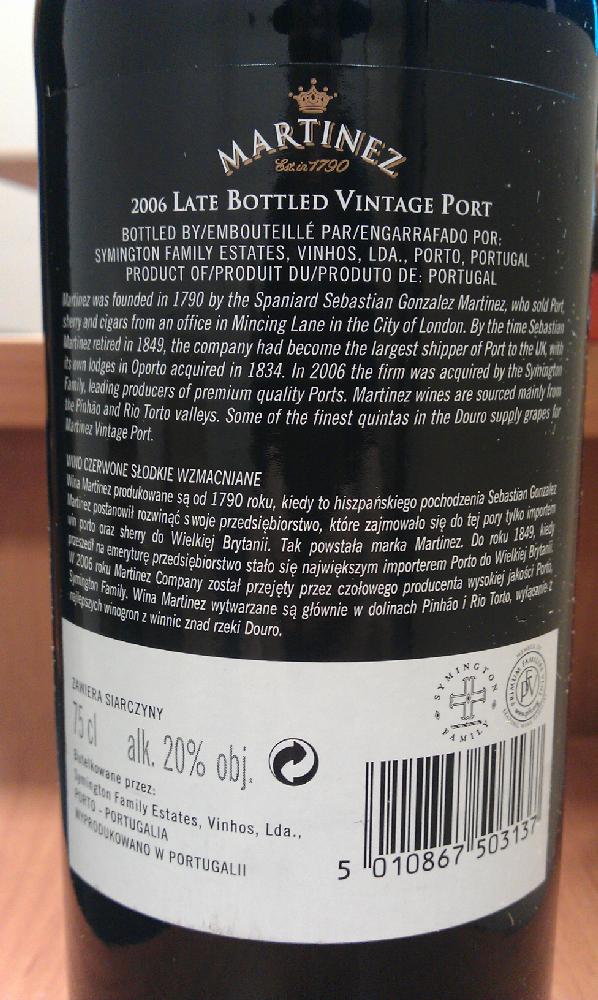 MARTINEZ
Est. in 1790
2006 LATE BOTTLED VINTAGE PORT
BOTTLED BY/EMBOUTEILLÉ PAR/ENGARRAFADO POR:
SYMINGTON FAMILY ESTATES, VINHOS, LDA., PORTO, PORTUGAL
PRODUCT OF/PRODUIT DU/PRODUTO DE: PORTUGAL
Martinez was founded in 1790 by the Spaniard Sebastian Gonzalez Martinez, who sold Port,
sherry and cigars from an office in Mincing Lane in the City of London. By the time Sebastian
Martinez retired in 1849, the company had become the largest shipper of Port to the UK, with
its own lodges in Oporto acquired in 1834. In 2006 the firm was acquired by the Symington
Family, leading producers of premium quality Ports. Martinez wines are sourced mainly from
the Pinhão and Rio Torto valleys. Some of the finest quintas in the Douro supply grapes for
Martinez Vintage Port.
WINO CZERWONE SŁODKIE WZMACNIANE
Wina Martinez produkowane są od 1790 roku, kiedy to hiszpańskiego pochodzenia Sebastian Gonzalez
Martinez postanowił rozwinąć swoje przedsiębiorstwo, które zajmowało się do tej pory tylko importem
win porto oraz sherry do Wielkiej Brytanii. Tak powstała marka Martinez. Do roku 1849, kiedy
przeszedł na emeryturę przedsiębiorstwo stało się największym importerem Porto do Wielkiej Brytanii.
W 2006 roku Martinez Company został przejęty przez czołowego producenta wysokiej jakości Porto,
Symington Family. Wina Martinez wytwarzane są głównie w dolinach Pinhão i Rio Torto, wyłącznie z
najlepszych winogron z winnic znad rzeki Douro.
ZAWIERA SIARCZYNY
75 cl alk. 20% obj.
Butelkowane przez:
Symington Family Estates, Vinhos, Lda.,
PORTO - PORTUGALIA
WYPRODUKOWANO W PORTUGALII
SYMINGTON
FAMILY
PRIMUM FAMILIAE VINI
PFV
5 010867 503137